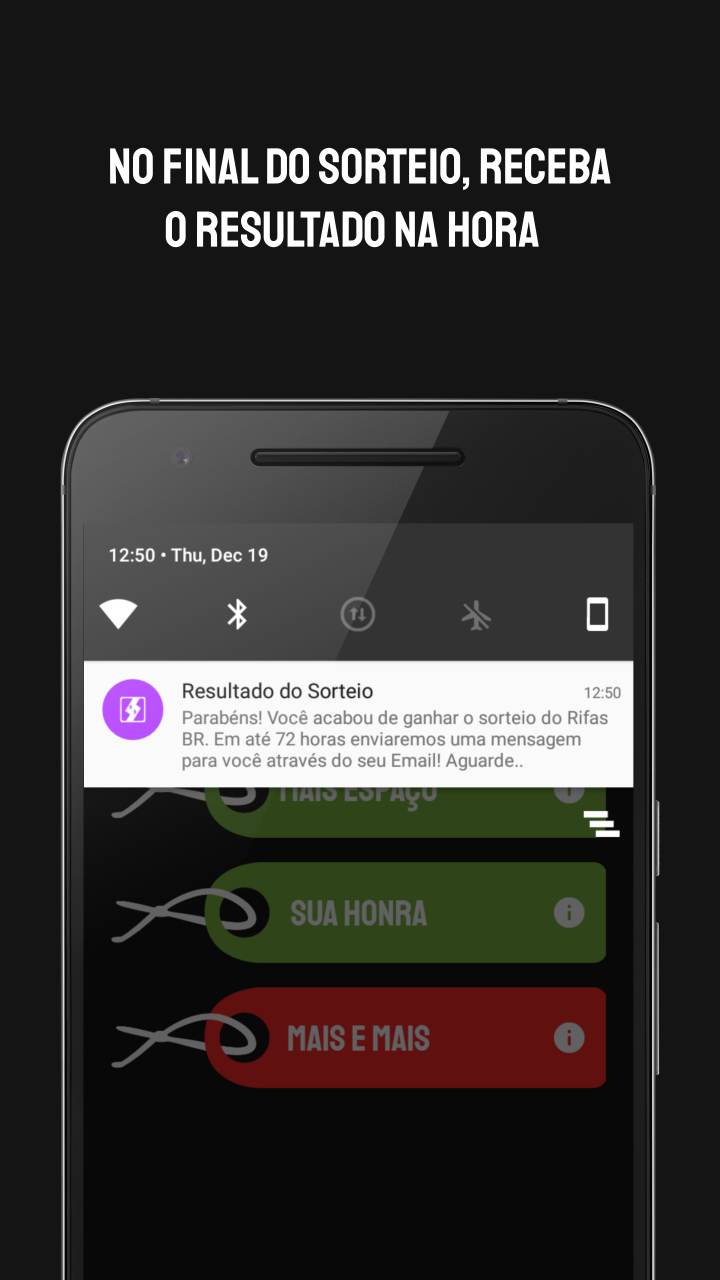 NO FINAL DO SORTEIO, RECEBA
O RESULTADO NA HORA
12:50 • Thu, Dec 19
Resultado do Sorteio 12:50
Parabéns! Você acabou de ganhar o sorteio do Rifas
BR. Em até 72 horas enviaremos uma mensagem
para você através do seu Email! Aguarde..
MAIS ESPAÇO
SUA HONRA
MAIS E MAIS